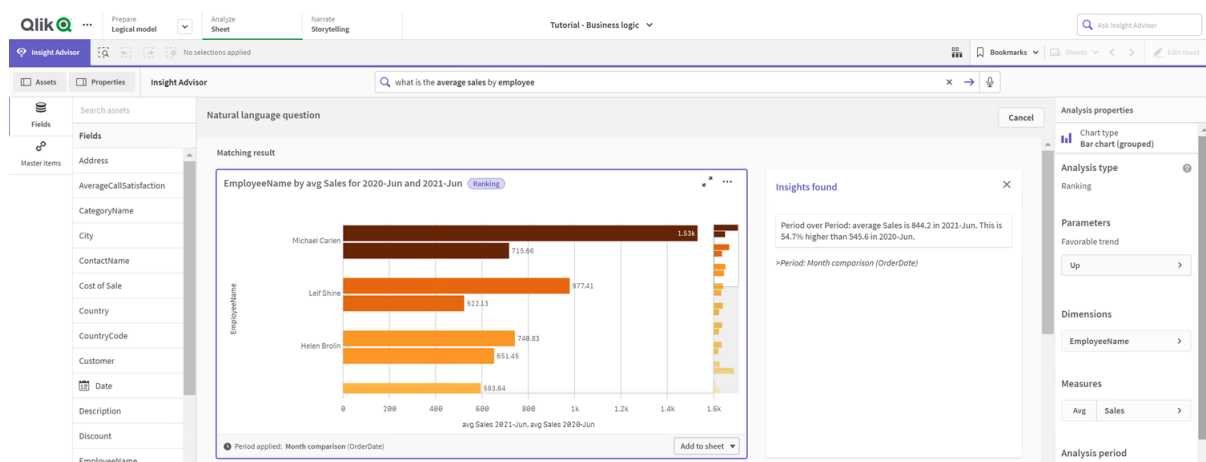 Qlik
Prepare
Logical model
Analyze
Sheet
Narrate
Storytelling
Tutorial - Business logic
Ask Insight Advisor
Insight Advisor
No selections applied
Bookmarks
Sheets
Edit sheet
Assets
Properties
Insight Advisor
what is the average sales by employee
Fields
Master items
Search assets
Fields
Address
AverageCallSatisfaction
CategoryName
City
ContactName
Cost of Sale
Country
CountryCode
Customer
Date
Description
Discount
EmployeeName
Natural language question
Cancel
Matching result
EmployeeName by avg Sales for 2020-Jun and 2021-Jun
Ranking
EmployeeName
Michael Carlen
1.53k
715.66
Leif Shine
977.41
522.13
Helen Brolin
740.83
651.45
593.64
0 200 400 600 800 1k 1.2k 1.4k 1.6k
avg Sales 2021-Jun, avg Sales 2020-Jun
Period applied: Month comparison (OrderDate)
Add to sheet
Insights found
Period over Period: average Sales is 844.2 in 2021-Jun. This is
54.7% higher than 545.6 in 2020-Jun.
>Period: Month comparison (OrderDate)
Analysis properties
Chart type
Bar chart (grouped)
Analysis type
Ranking
Parameters
Favorable trend
Up
Dimensions
EmployeeName
Measures
Avg Sales
Analysis period